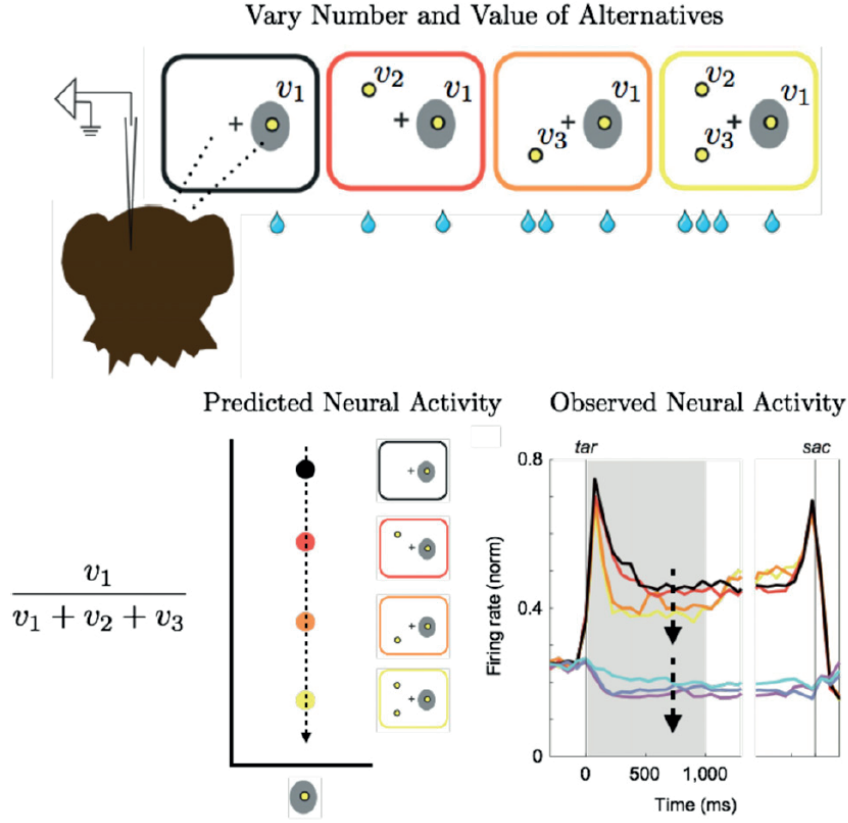 Vary Number and Value of Alternatives
v₁
v₂ v₁
v₁
v₃
v₂ v₁
v₃
Predicted Neural Activity
Observed Neural Activity
tar sac
0.8
0.4
0
Firing rate (norm)
v₁
v₁ + v₂ + v₃
0 500 1,000
Time (ms)